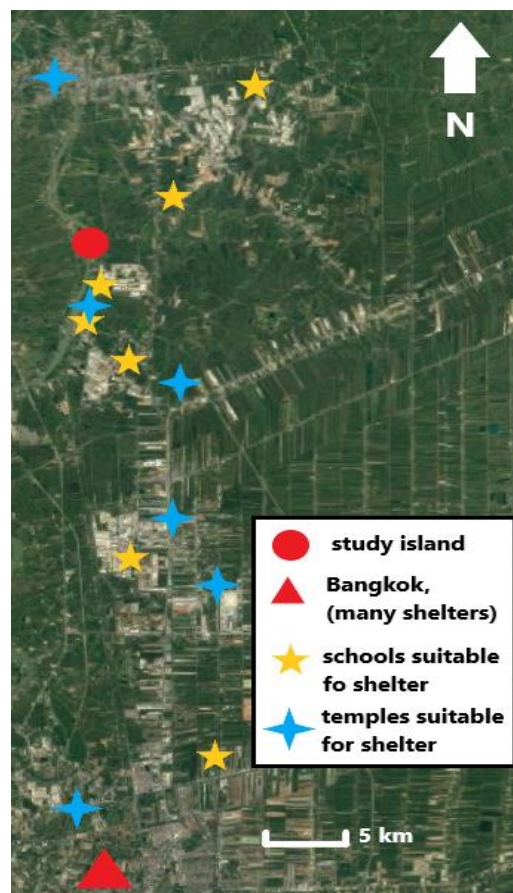 N
study island
Bangkok,
(many shelters)
schools suitable
fo shelter
temples suitable
for shelter
5 km